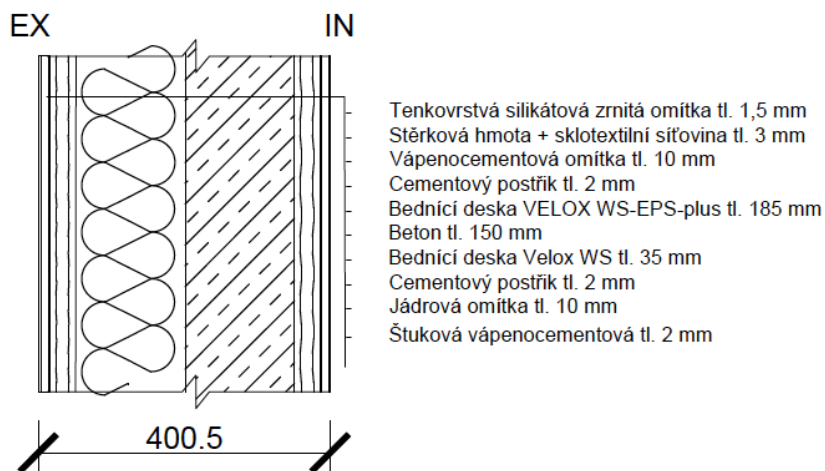 EX
IN
Tenkovrstvá silikátová zrnitá omítka tl. 1,5 mm
Stěrková hmota + sklotextilní síťovina tl. 3 mm
Vápenocementová omítka tl. 10 mm
Cementový postřik tl. 2 mm
Bednící deska VELOX WS-EPS-plus tl. 185 mm
Beton tl. 150 mm
Bednící deska Velox WS tl. 35 mm
Cementový postřik tl. 2 mm
Jádrová omítka tl. 10 mm
Štuková vápenocementová tl. 2 mm
400.5